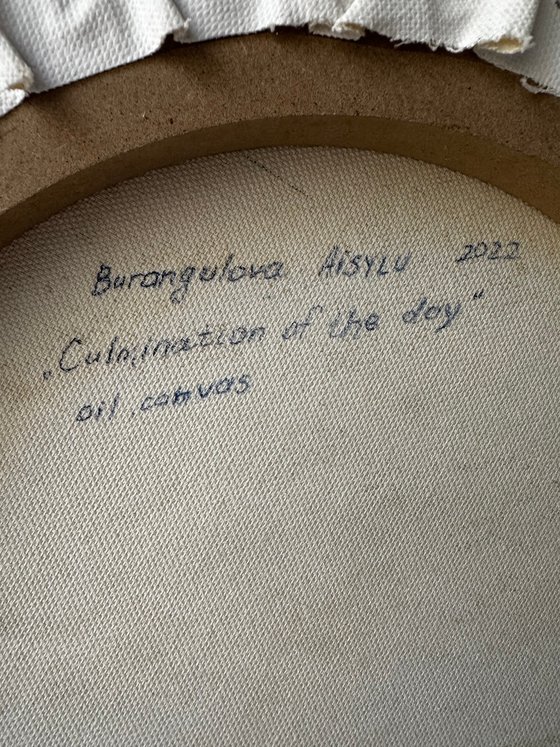 Burangulova AiSYLU 2022
„Culmination of the day“
oil, canvas